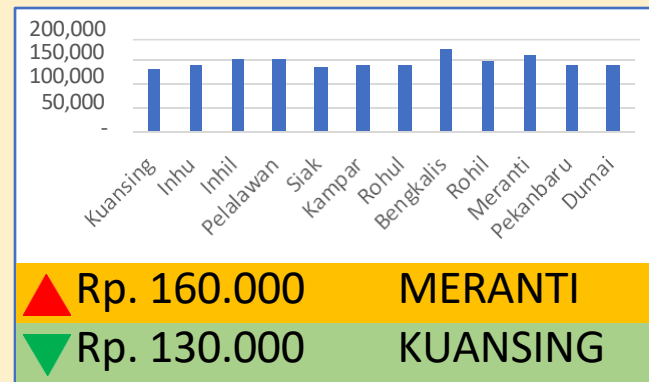 200,000
150,000
100,000
50,000
-
Kuansing
Inhu
Inhil
Pelalawan
Siak
Kampar
Rohul
Bengkalis
Rohil
Meranti
Pekanbaru
Dumai
Rp. 160.000 MERANTI
Rp. 130.000 KUANSING